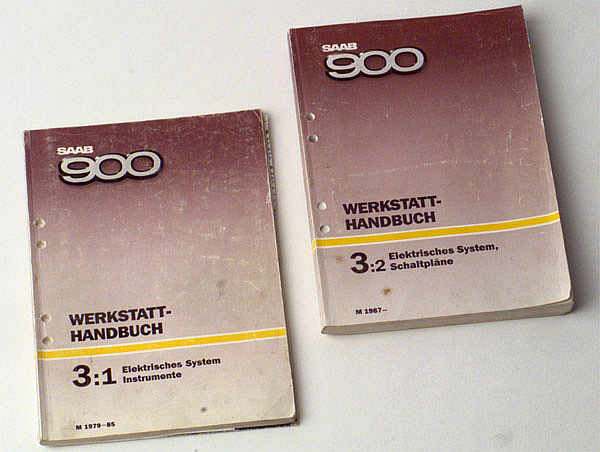 SAAB
900
WERKSTATT-
HANDBUCH
3:1 Elektrisches System
Instrumente
M 1979-85
SAAB
900
WERKSTATT-
HANDBUCH
3:2 Elektrisches System,
Schaltpläne
M 1987-